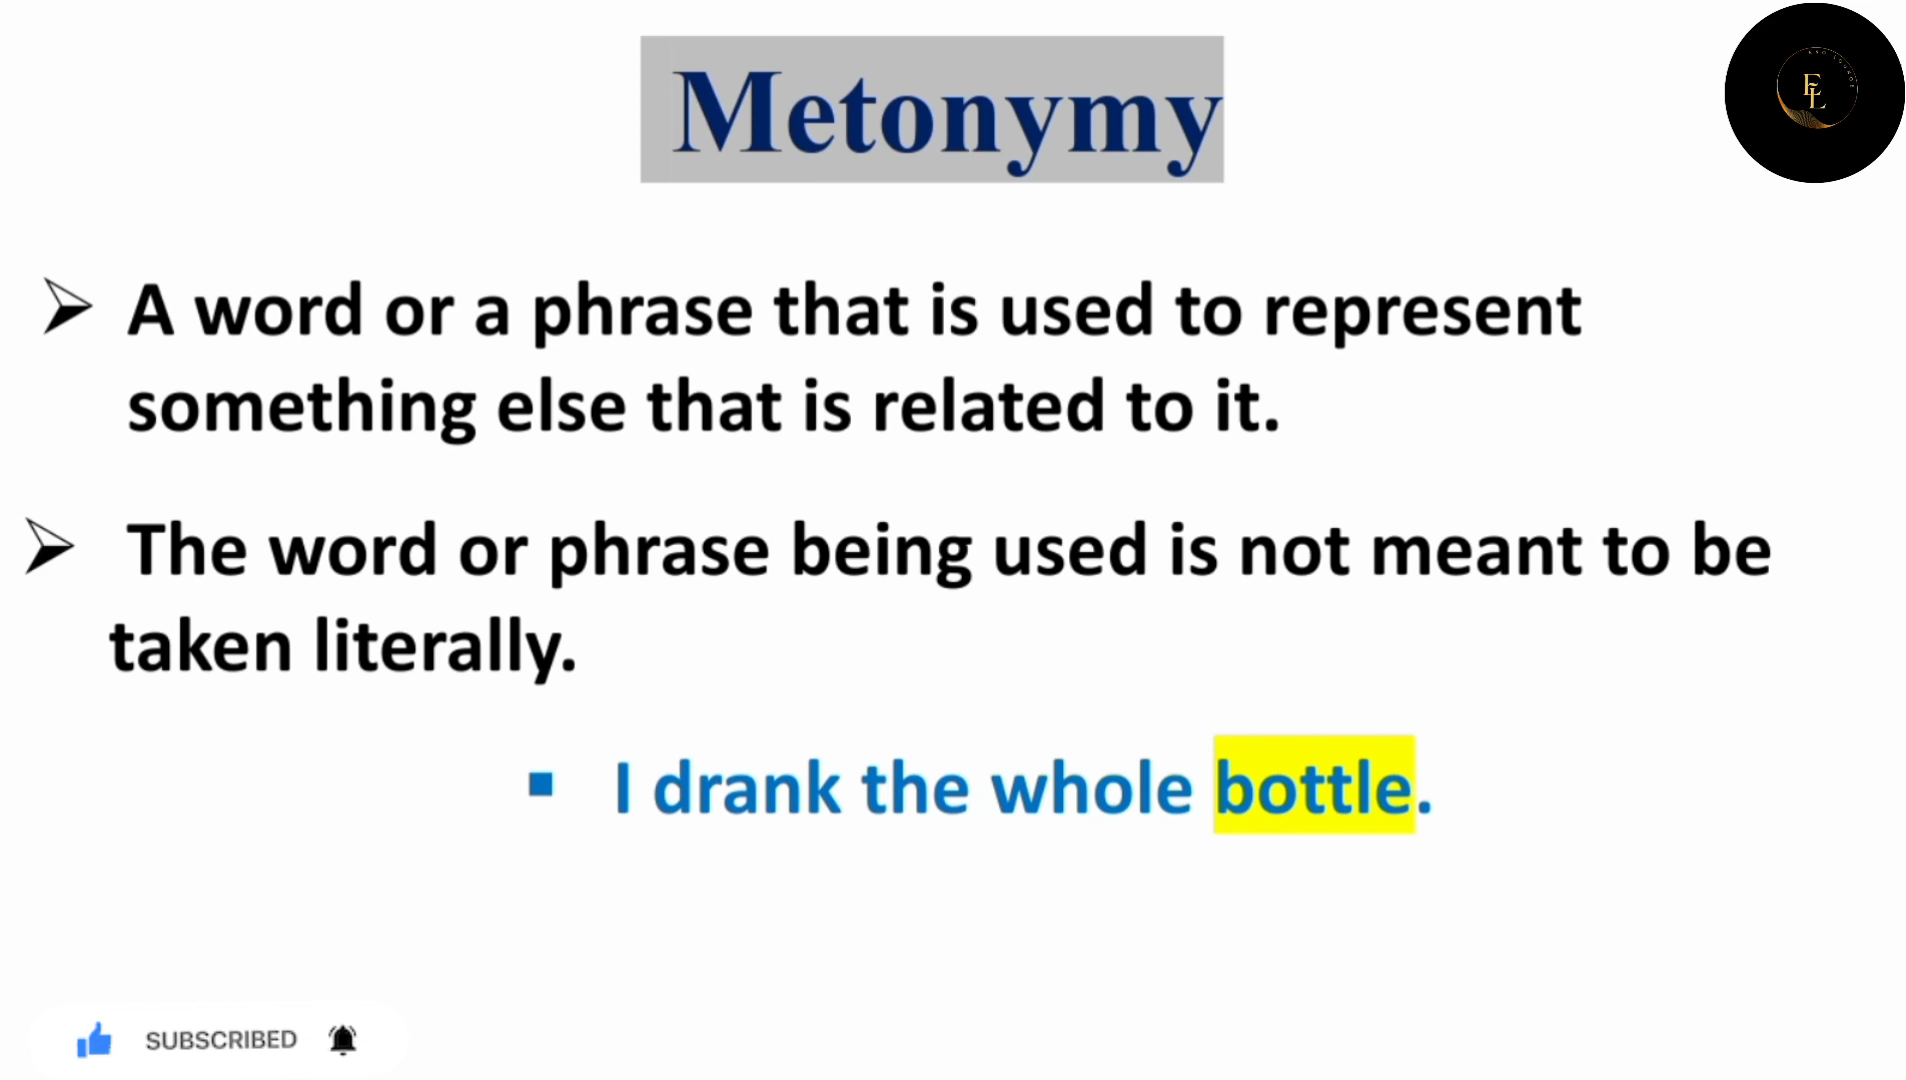 Metonymy
EL
➢ A word or a phrase that is used to represent
something else that is related to it.
➢ The word or phrase being used is not meant to be
taken literally.
▪ I drank the whole bottle.
SUBSCRIBED